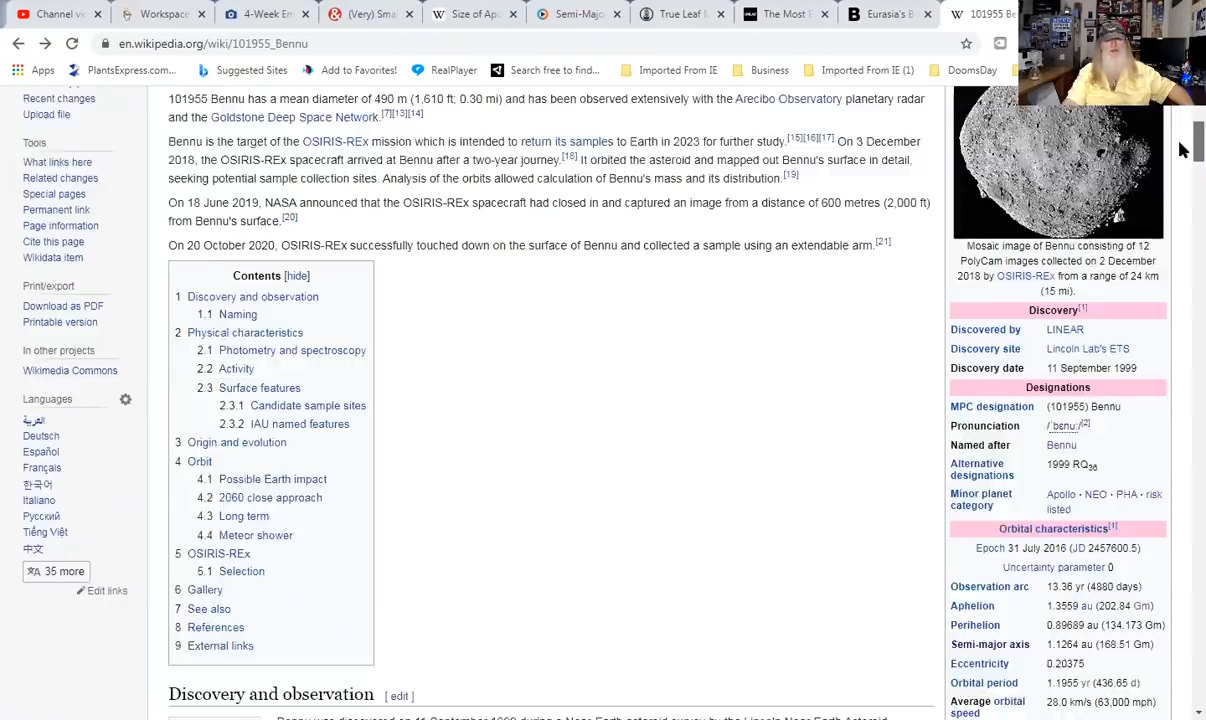 Channel vi
Workspace
4-Week Em
(Very) Smal
Size of Apo
Semi-Majo
True Leaf M
The Most E
Eurasia's B
101955 Be
en.wikipedia.org/wiki/101955_Bennu
Apps
PlantsExpress.com...
Suggested Sites
Add to Favorites!
RealPlayer
Search free to find...
Imported From IE
Business
Imported From IE (1)
DoomsDay
Recent changes
Upload file
Tools
What links here
Related changes
Special pages
Permanent link
Page information
Cite this page
Wikidata item
Print/export
Download as PDF
Printable version
In other projects
Wikimedia Commons
Languages
العربية
Deutsch
Español
Français
한국어
Italiano
Русский
Tiếng Việt
中文
35 more
Edit links
101955 Bennu has a mean diameter of 490 m (1,610 ft; 0.30 mi) and has been observed extensively with the Arecibo Observatory planetary radar
and the Goldstone Deep Space Network.[7][13][14]
Bennu is the target of the OSIRIS-REx mission which is intended to return its samples to Earth in 2023 for further study.[15][16][17] On 3 December
2018, the OSIRIS-REx spacecraft arrived at Bennu after a two-year journey.[18] It orbited the asteroid and mapped out Bennu's surface in detail,
seeking potential sample collection sites. Analysis of the orbits allowed calculation of Bennu's mass and its distribution.[19]
On 18 June 2019, NASA announced that the OSIRIS-REx spacecraft had closed in and captured an image from a distance of 600 metres (2,000 ft)
from Bennu's surface.[20]
On 20 October 2020, OSIRIS-REx successfully touched down on the surface of Bennu and collected a sample using an extendable arm.[21]
Contents [hide]
1 Discovery and observation
1.1 Naming
2 Physical characteristics
2.1 Photometry and spectroscopy
2.2 Activity
2.3 Surface features
2.3.1 Candidate sample sites
2.3.2 IAU named features
3 Origin and evolution
4 Orbit
4.1 Possible Earth impact
4.2 2060 close approach
4.3 Long term
4.4 Meteor shower
5 OSIRIS-REx
5.1 Selection
6 Gallery
7 See also
8 References
9 External links
Discovery and observation [ edit ]
Bennu was discovered on 11 September 1999 during a Near-Earth asteroid survey by the Lincoln Near-Earth Asteroid
Mosaic image of Bennu consisting of 12
PolyCam images collected on 2 December
2018 by OSIRIS-REx from a range of 24 km
(15 mi).
Discovery[1]
Discovered by LINEAR
Discovery site Lincoln Lab's ETS
Discovery date 11 September 1999
Designations
MPC designation (101955) Bennu
Pronunciation /ˈbɛnuː/[2]
Named after Bennu
Alternative designations 1999 RQ36
Minor planet category Apollo · NEO · PHA · risk
listed
Orbital characteristics[1]
Epoch 31 July 2016 (JD 2457600.5)
Uncertainty parameter 0
Observation arc 13.36 yr (4880 days)
Aphelion 1.3559 au (202.84 Gm)
Perihelion 0.89689 au (134.173 Gm)
Semi-major axis 1.1264 au (168.51 Gm)
Eccentricity 0.20375
Orbital period 1.1955 yr (436.65 d)
Average orbital speed 28.0 km/s (63,000 mph)